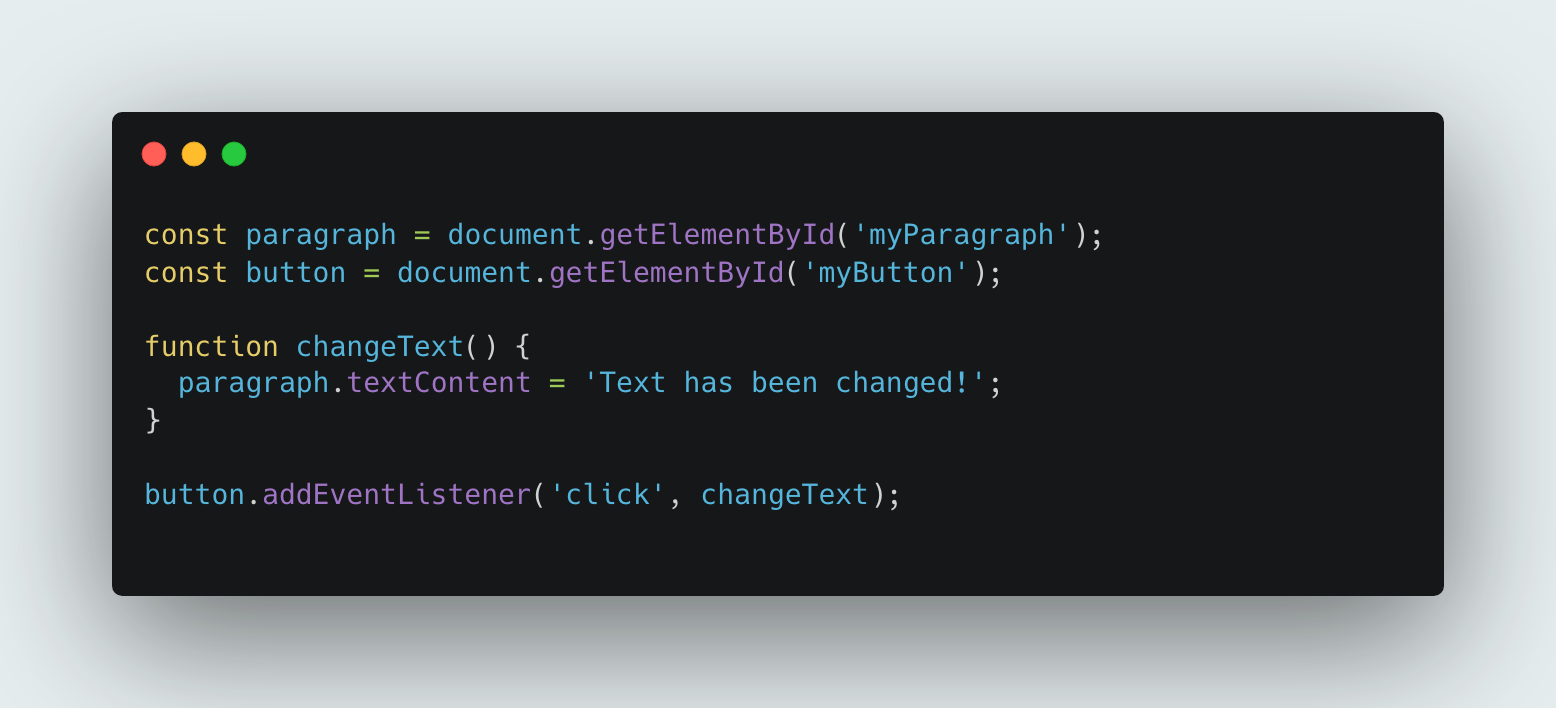 const paragraph = document.getElementById('myParagraph');
const button = document.getElementById('myButton');

function changeText() {
  paragraph.textContent = 'Text has been changed!';
}

button.addEventListener('click', changeText);